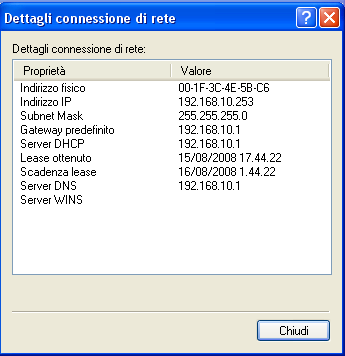 Dettagli connessione di rete
Dettagli connessione di rete:
Proprietà Valore
Indirizzo fisico 00-1F-3C-4E-5B-C6
Indirizzo IP 192.168.10.253
Subnet Mask 255.255.255.0
Gateway predefinito 192.168.10.1
Server DHCP 192.168.10.1
Lease ottenuto 15/08/2008 17.44.22
Scadenza lease 16/08/2008 1.44.22
Server DNS 192.168.10.1
Server WINS
Chiudi